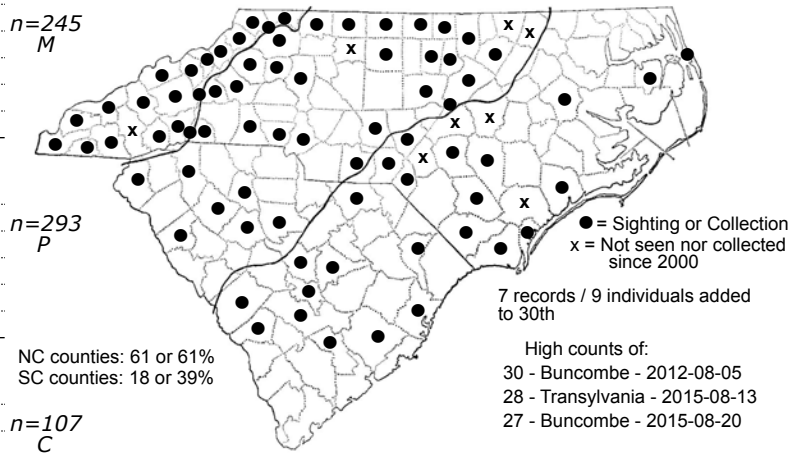 n=245
M
n=293
P
n=107
C
● = Sighting or Collection
x = Not seen nor collected
since 2000
7 records / 9 individuals added
to 30th
High counts of:
30 - Buncombe - 2012-08-05
28 - Transylvania - 2015-08-13
27 - Buncombe - 2015-08-20
NC counties: 61 or 61%
SC counties: 18 or 39%
x
x
x
x
x
x
x
x